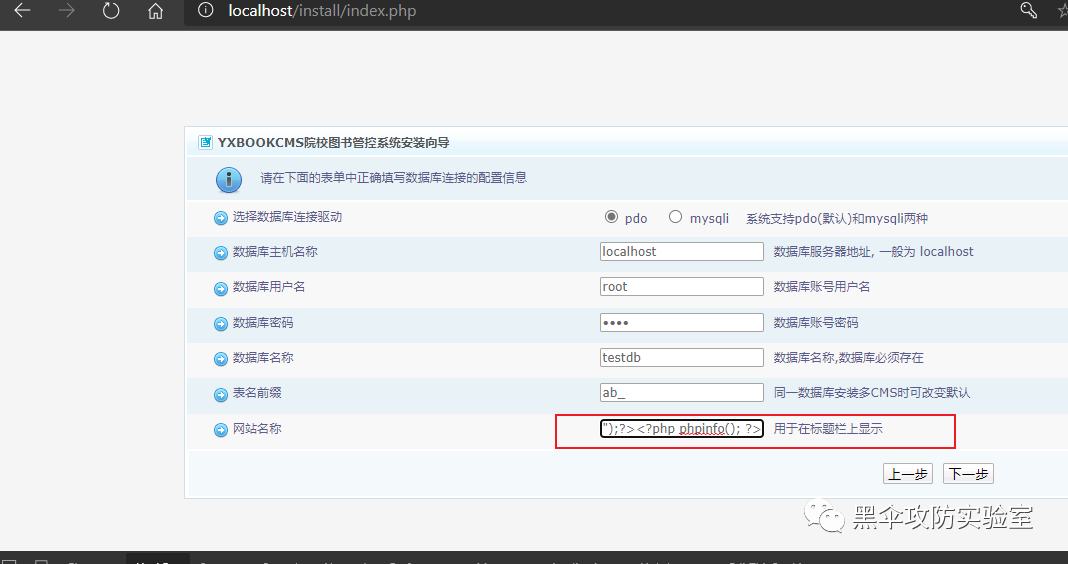 localhost/install/index.php
YXBOOKCMS院校图书管控系统安装向导
请在下面的表单中正确填写数据库连接的配置信息
选择数据库连接驱动 pdo mysqli 系统支持pdo(默认)和mysqli两种
数据库主机名称 localhost 数据库服务器地址, 一般为 localhost
数据库用户名 root 数据库账号用户名
数据库密码 •••• 数据库账号密码
数据库名称 testdb 数据库名称,数据库必须存在
表名前缀 ab_ 同一数据库安装多CMS时可改变默认
网站名称 ");?><?php phpinfo(); ?> 用于在标题栏上显示
上一步 下一步
黑伞攻防实验室